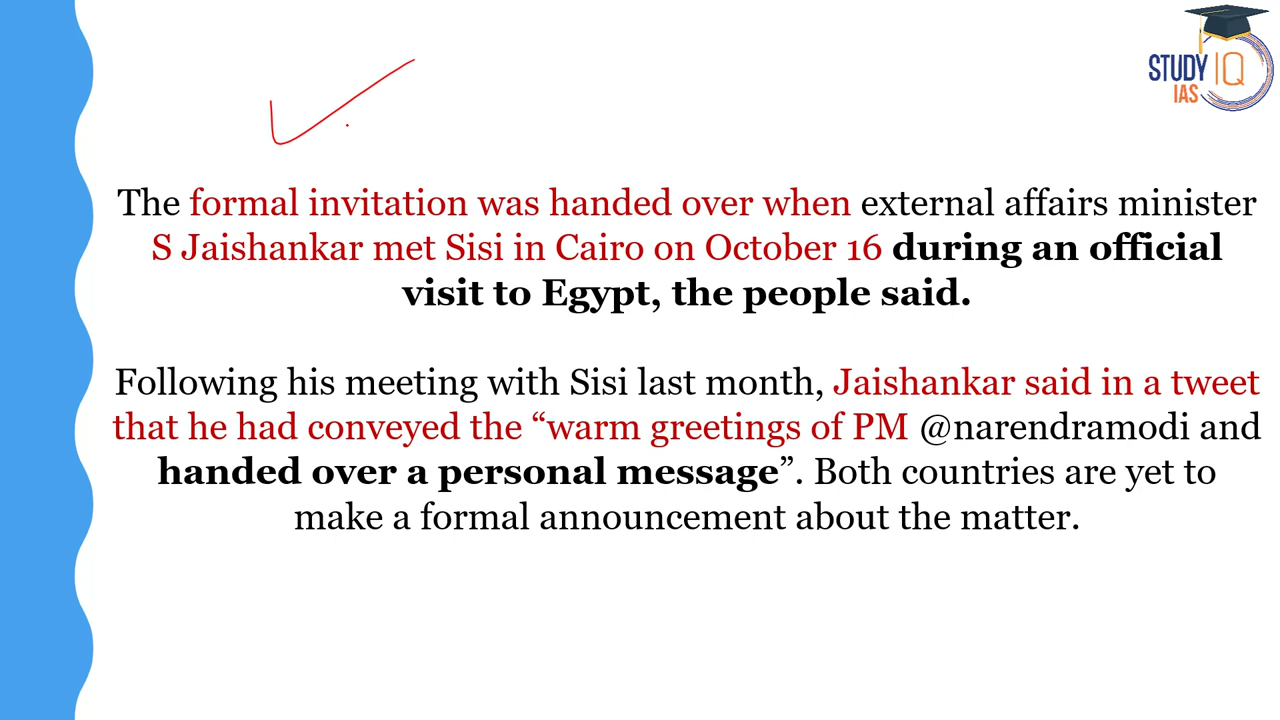 STUDY IQ
IAS
The formal invitation was handed over when external affairs minister
S Jaishankar met Sisi in Cairo on October 16 during an official
visit to Egypt, the people said.
Following his meeting with Sisi last month, Jaishankar said in a tweet
that he had conveyed the “warm greetings of PM @narendramodi and
handed over a personal message”. Both countries are yet to
make a formal announcement about the matter.